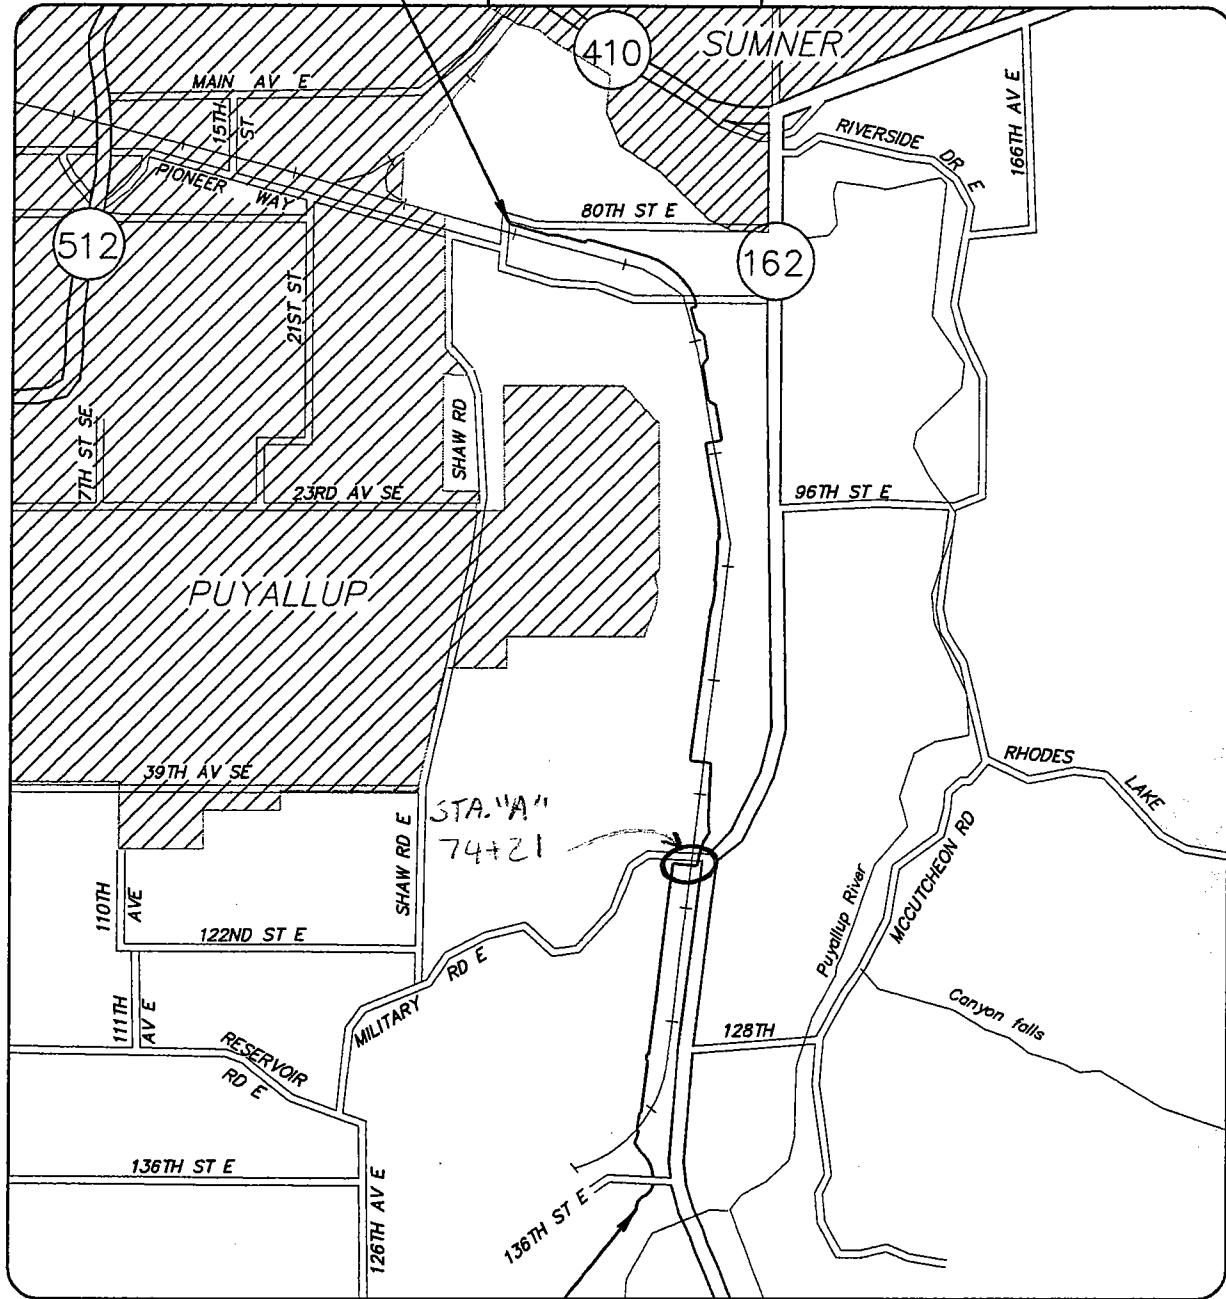 410
SUMNER
MAIN AV E
15TH
ST
RIVERSIDE
DR E
166TH AV E
PIONEER
WAY
80TH ST E
512
162
21ST ST
7TH ST SE
SHAW RD
23RD AV SE
96TH ST E
PUYALLUP
39TH AV SE
RHODES
LAKE
STA. "A"
74+21
SHAW RD E
MCCUTCHEON RD
110TH
AVE
Puyallup River
122ND ST E
MILITARY
RD E
111TH
AV E
Canyon falls
128TH
RESERVOIR
RD E
136TH ST E
126TH AV E
136TH ST E